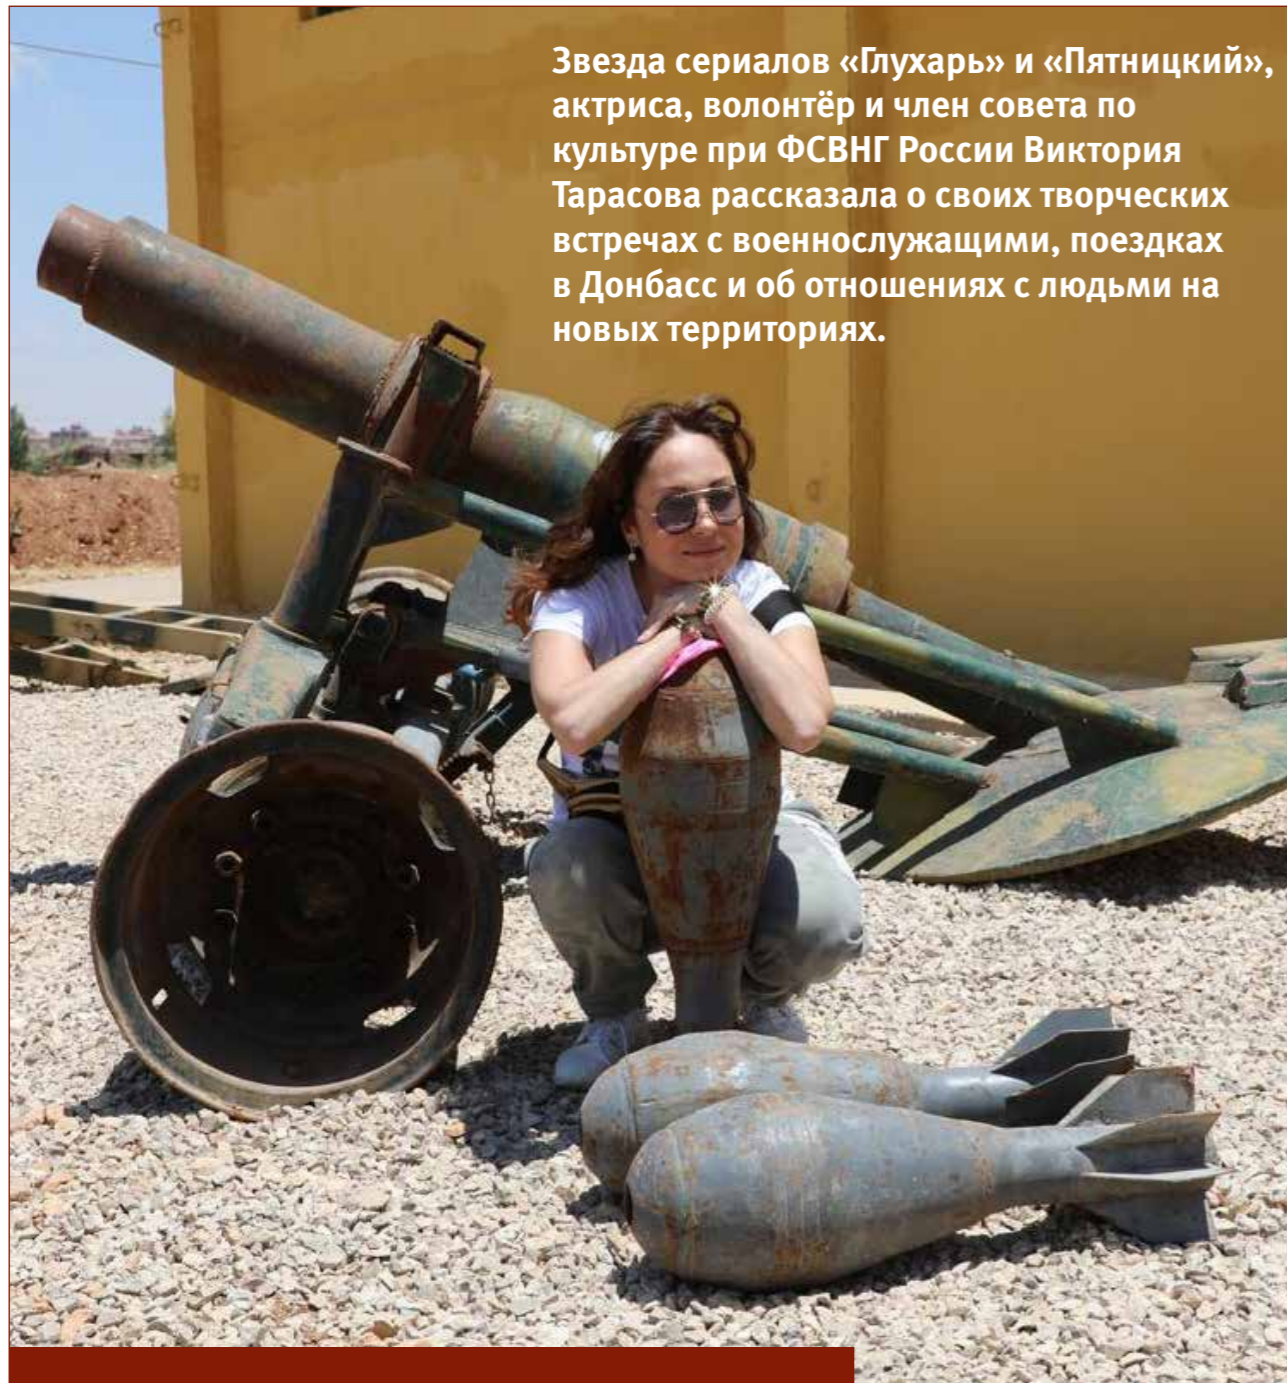 Звезда сериалов «Глухарь» и «Пятницкий»,
актриса, волонтёр и член совета по
культуре при ФСВНГ России Виктория
Тарасова рассказала о своих творческих
встречах с военнослужащими, поездках
в Донбасс и об отношениях с людьми на
новых территориях.